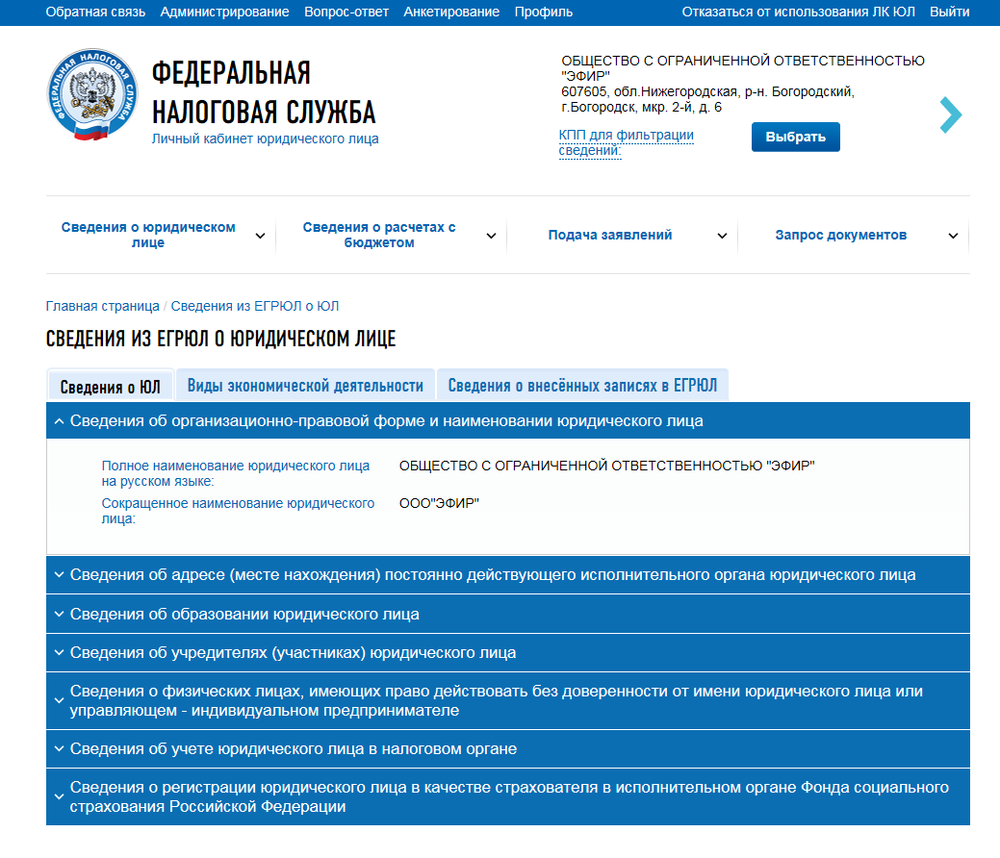 Обратная связь Администрирование Вопрос-ответ Анкетирование Профиль Отказаться от использования ЛК ЮЛ Выйти
ФЕДЕРАЛЬНАЯ НАЛОГОВАЯ СЛУЖБА
ФЕДЕРАЛЬНАЯ
НАЛОГОВАЯ СЛУЖБА
Личный кабинет юридического лица
ОБЩЕСТВО С ОГРАНИЧЕННОЙ ОТВЕТСТВЕННОСТЬЮ
"ЭФИР"
607605, обл.Нижегородская, р-н. Богородский,
г.Богородск, мкр. 2-й, д. 6
КПП для фильтрации
сведений:
Выбрать
Сведения о юридическом
лице
Сведения о расчетах с
бюджетом
Подача заявлений
Запрос документов
Главная страница / Сведения из ЕГРЮЛ о ЮЛ
СВЕДЕНИЯ ИЗ ЕГРЮЛ О ЮРИДИЧЕСКОМ ЛИЦЕ
Сведения о ЮЛ Виды экономической деятельности Сведения о внесённых записях в ЕГРЮЛ
Сведения об организационно-правовой форме и наименовании юридического лица
Полное наименование юридического лица
на русском языке:
ОБЩЕСТВО С ОГРАНИЧЕННОЙ ОТВЕТСТВЕННОСТЬЮ "ЭФИР"
Сокращенное наименование юридического
лица:
ООО"ЭФИР"
Сведения об адресе (месте нахождения) постоянно действующего исполнительного органа юридического лица
Сведения об образовании юридического лица
Сведения об учредителях (участниках) юридического лица
Сведения о физических лицах, имеющих право действовать без доверенности от имени юридического лица или
управляющем - индивидуальном предпринимателе
Сведения об учете юридического лица в налоговом органе
Сведения о регистрации юридического лица в качестве страхователя в исполнительном органе Фонда социального
страхования Российской Федерации